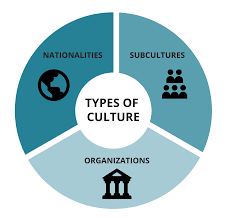 NATIONALITIES
SUBCULTURES
TYPES OF
CULTURE
ORGANIZATIONS